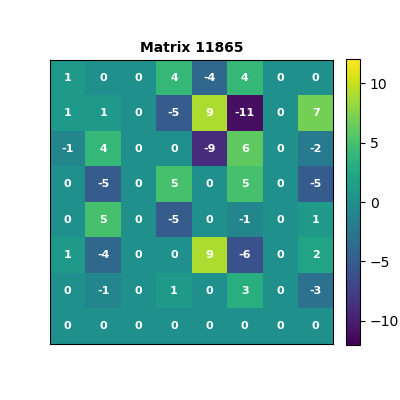 Matrix 11865
1 0 0 4 -4 4 0 0
1 1 0 -5 9 -11 0 7
-1 4 0 0 -9 6 0 -2
0 -5 0 5 0 5 0 -5
0 5 0 -5 0 -1 0 1
1 -4 0 0 9 -6 0 2
0 -1 0 1 0 3 0 -3
0 0 0 0 0 0 0 0
10
5
0
−5
−10